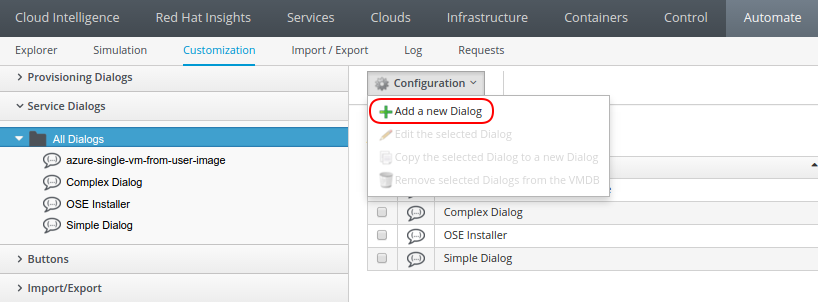 Cloud Intelligence Red Hat Insights Services Clouds Infrastructure Containers Control Automate
Explorer Simulation Customization Import / Export Log Requests
Provisioning Dialogs
Service Dialogs
All Dialogs
azure-single-vm-from-user-image
Complex Dialog
OSE Installer
Simple Dialog
Buttons
Import/Export
Configuration
Add a new Dialog
Edit the selected Dialog
Copy the selected Dialog to a new Dialog
Remove selected Dialogs from the VMDB
Complex Dialog
OSE Installer
Simple Dialog